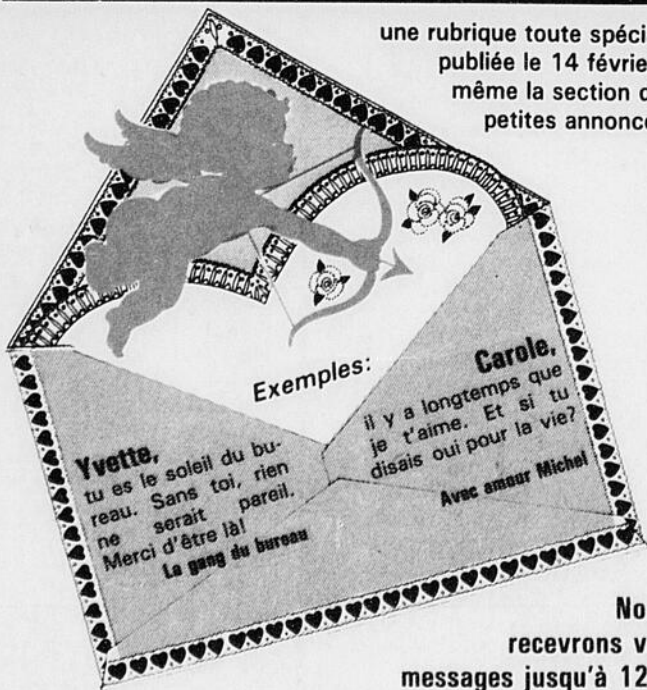 une rubrique toute spéci
publiée le 14 févrie
même la section d
petites annonce
Exemples:
Yvette,
tu es le soleil du bu-
reau. Sans toi, rien
ne serait pareil.
Merci d'être là!
La gang du bureau
Carole,
il y a longtemps que
je t'aime. Et si tu
disais oui pour la vie?
Avec amour Michel
No
recevrons v
messages jusqu'à 12